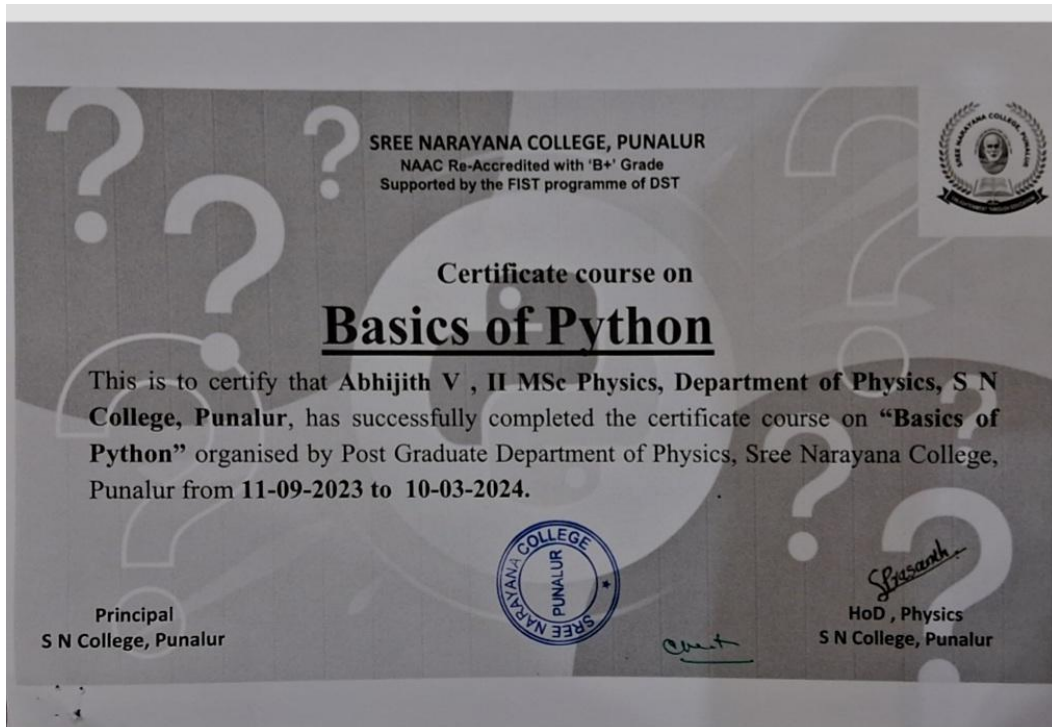 SREE NARAYANA COLLEGE, PUNALUR
NAAC Re-Accredited with 'B+' Grade
Supported by the FIST programme of DST
SREE NARAYANA COLLEGE, PUNALUR
Certificate course on
Basics of Python
This is to certify that Abhijith V , II MSc Physics, Department of Physics, S N
College, Punalur, has successfully completed the certificate course on “Basics of
Python” organised by Post Graduate Department of Physics, Sree Narayana College,
Punalur from 11-09-2023 to 10-03-2024.
SREE NARAYANA COLLEGE
PUNALUR
Principal
S N College, Punalur
HoD , Physics
S N College, Punalur